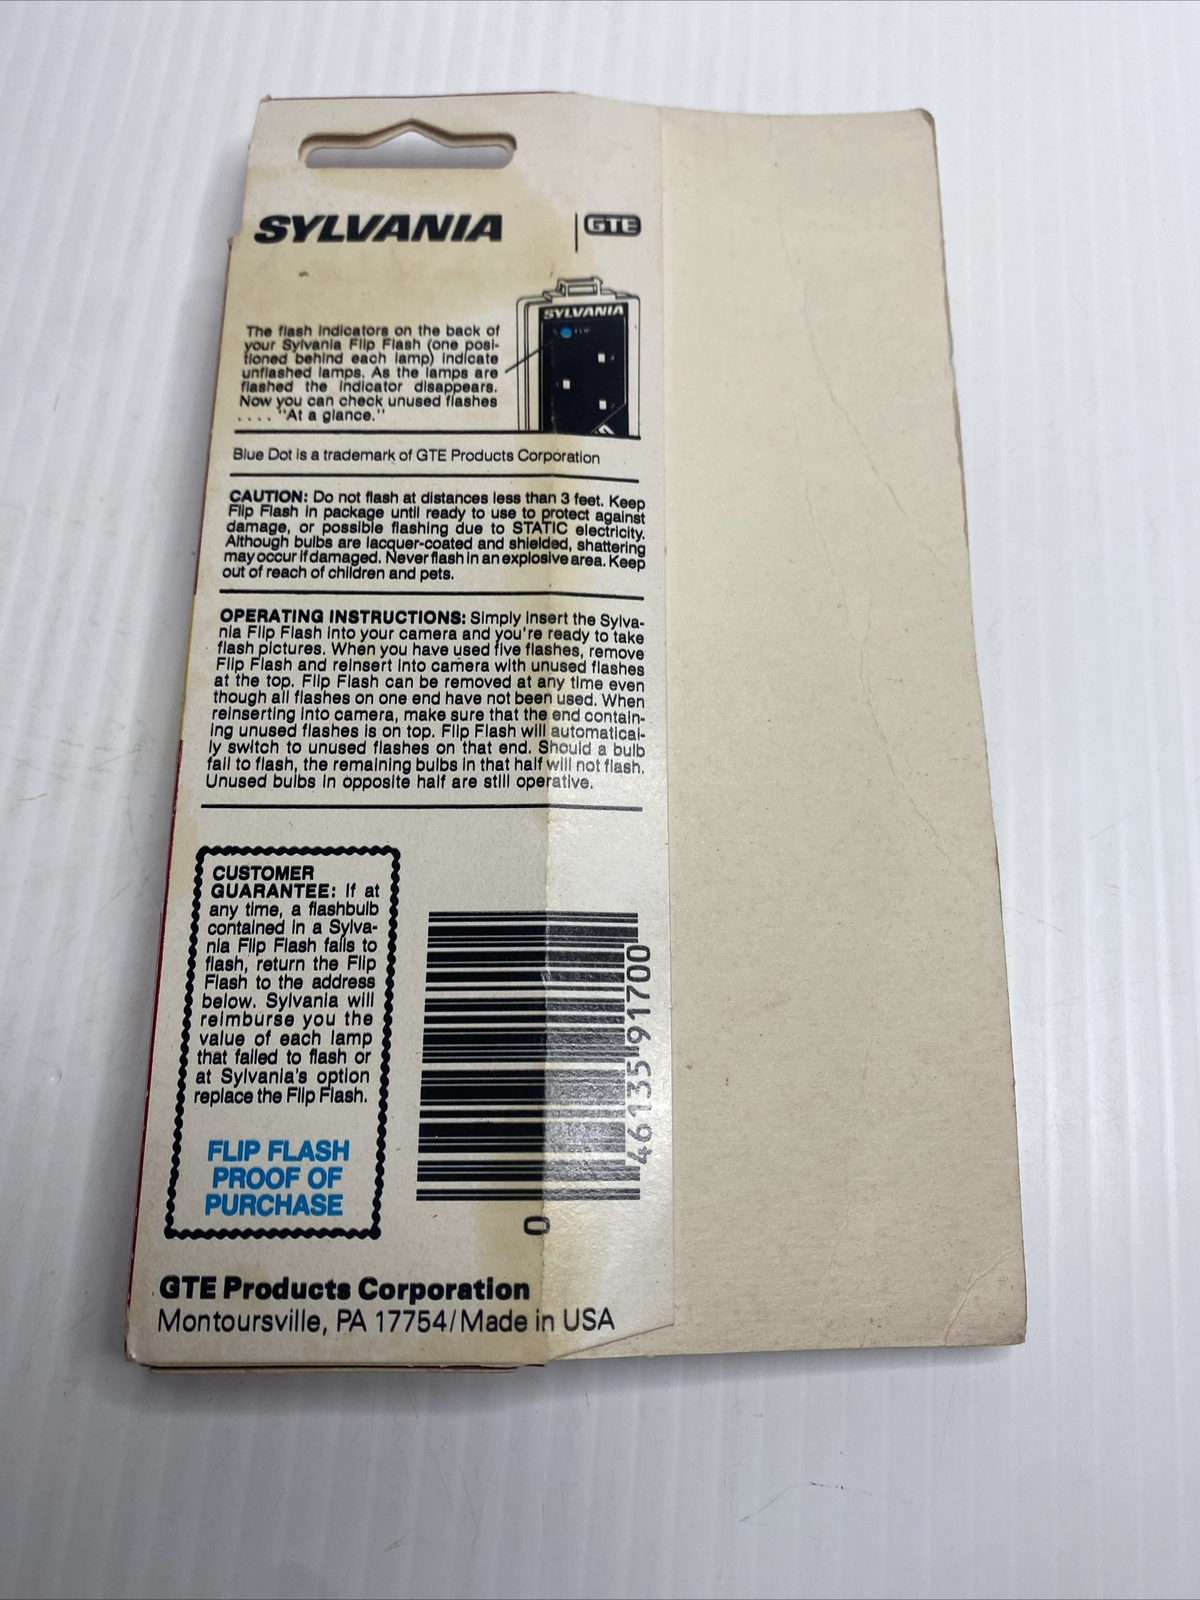 SYLVANIA | GTE
SYLVANIA
The flash indicators on the back of
your Sylvania Flip Flash (one posi-
tioned behind each lamp) indicate
unflashed lamps. As the lamps are
flashed the indicator disappears.
Now you can check unused flashes
.... "At a glance."
Blue Dot is a trademark of GTE Products Corporation
CAUTION: Do not flash at distances less than 3 feet. Keep
Flip Flash in package until ready to use to protect against
damage, or possible flashing due to STATIC electricity.
Although bulbs are lacquer-coated and shielded, shattering
may occur if damaged. Never flash in an explosive area. Keep
out of reach of children and pets.
OPERATING INSTRUCTIONS: Simply insert the Sylva-
nia Flip Flash into your camera and you're ready to take
flash pictures. When you have used five flashes, remove
Flip Flash and reinsert into camera with unused flashes
at the top. Flip Flash can be removed at any time even
though all flashes on one end have not been used. When
reinserting into camera, make sure that the end contain-
ing unused flashes is on top. Flip Flash will automatical-
ly switch to unused flashes on that end. Should a bulb
fail to flash, the remaining bulbs in that half will not flash.
Unused bulbs in opposite half are still operative.
CUSTOMER
GUARANTEE: If at
any time, a flashbulb
contained in a Sylva-
nia Flip Flash fails to
flash, return the Flip
Flash to the address
below. Sylvania will
reimburse you the
value of each lamp
that failed to flash or
at Sylvania's option
replace the Flip Flash.
FLIP FLASH
PROOF OF
PURCHASE
0 46135 91700
GTE Products Corporation
Montoursville, PA 17754/Made in USA